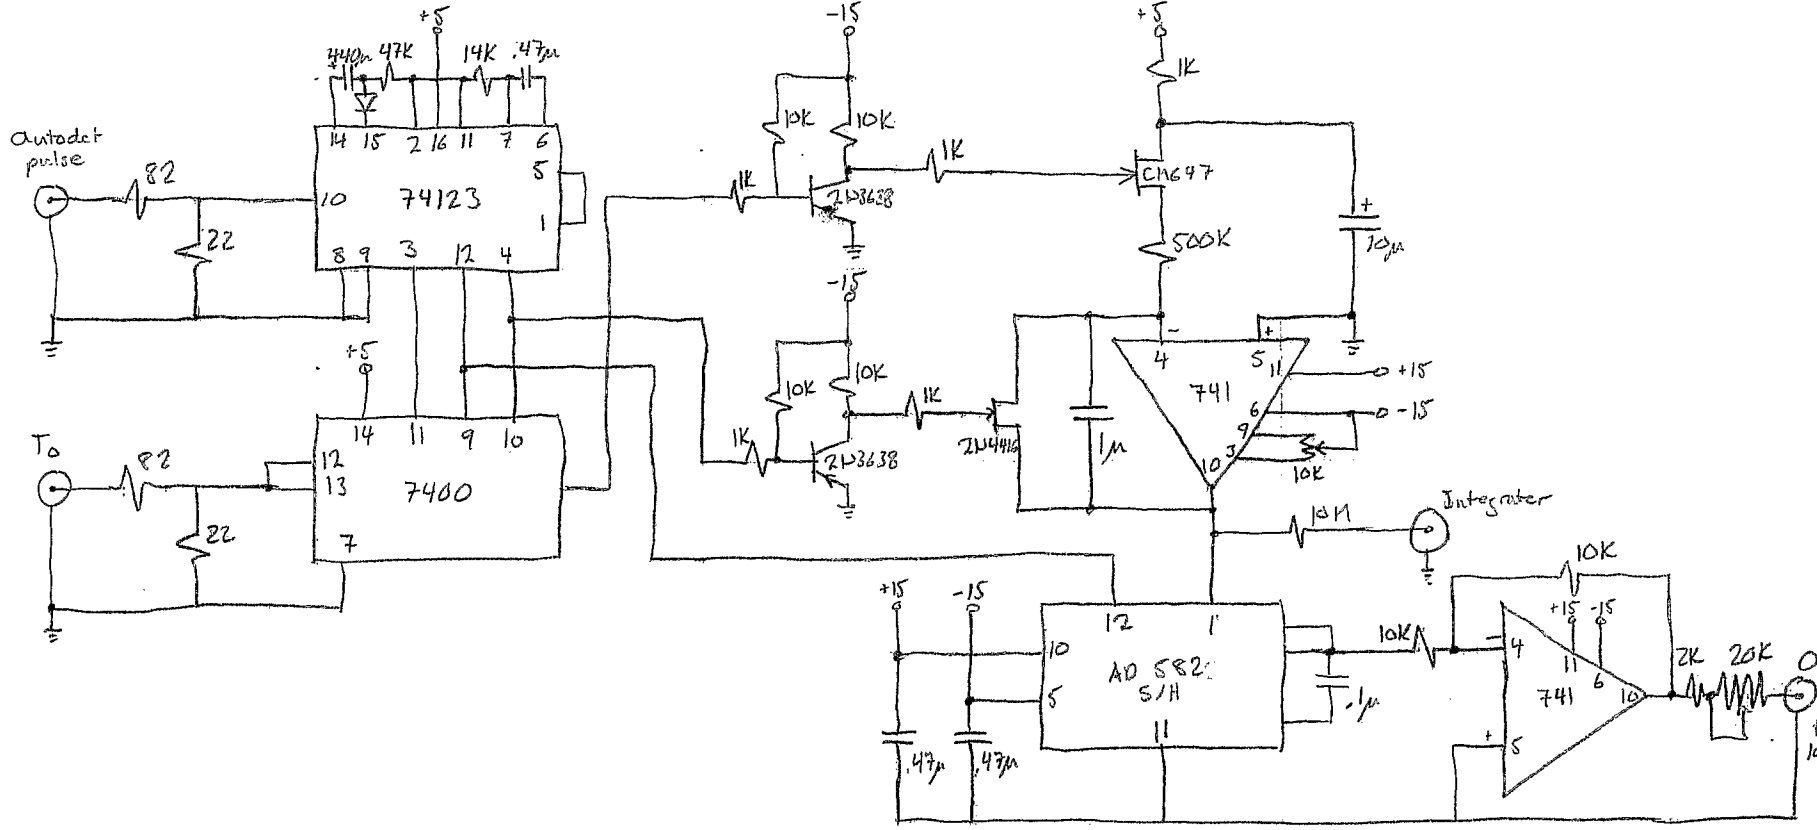 +5
440μ 47K 14K .47μ
14 15 2 16 11 7 6
Autodet
pulse
82
10
74123
5
1
22
8 9 3 12 4
+5
14 11 9 10
To
82
12
13
7400
22
7
-15
10K
10K
1K
2N3638
1K
-15
10K
10K
1K
2N3638
1K
2N4416
+5
1K
500K
+
10μ
- +
4 5 11
741
6
9
3
10
+15
-15
10K
1μ
Integrator
+15
-15
12 1
10
5
AD 582
S/H
11
.47μ
.47μ
.1μ
10K
10K
+15 -15
-
4
11
6
741
10
+
5
2K
20K